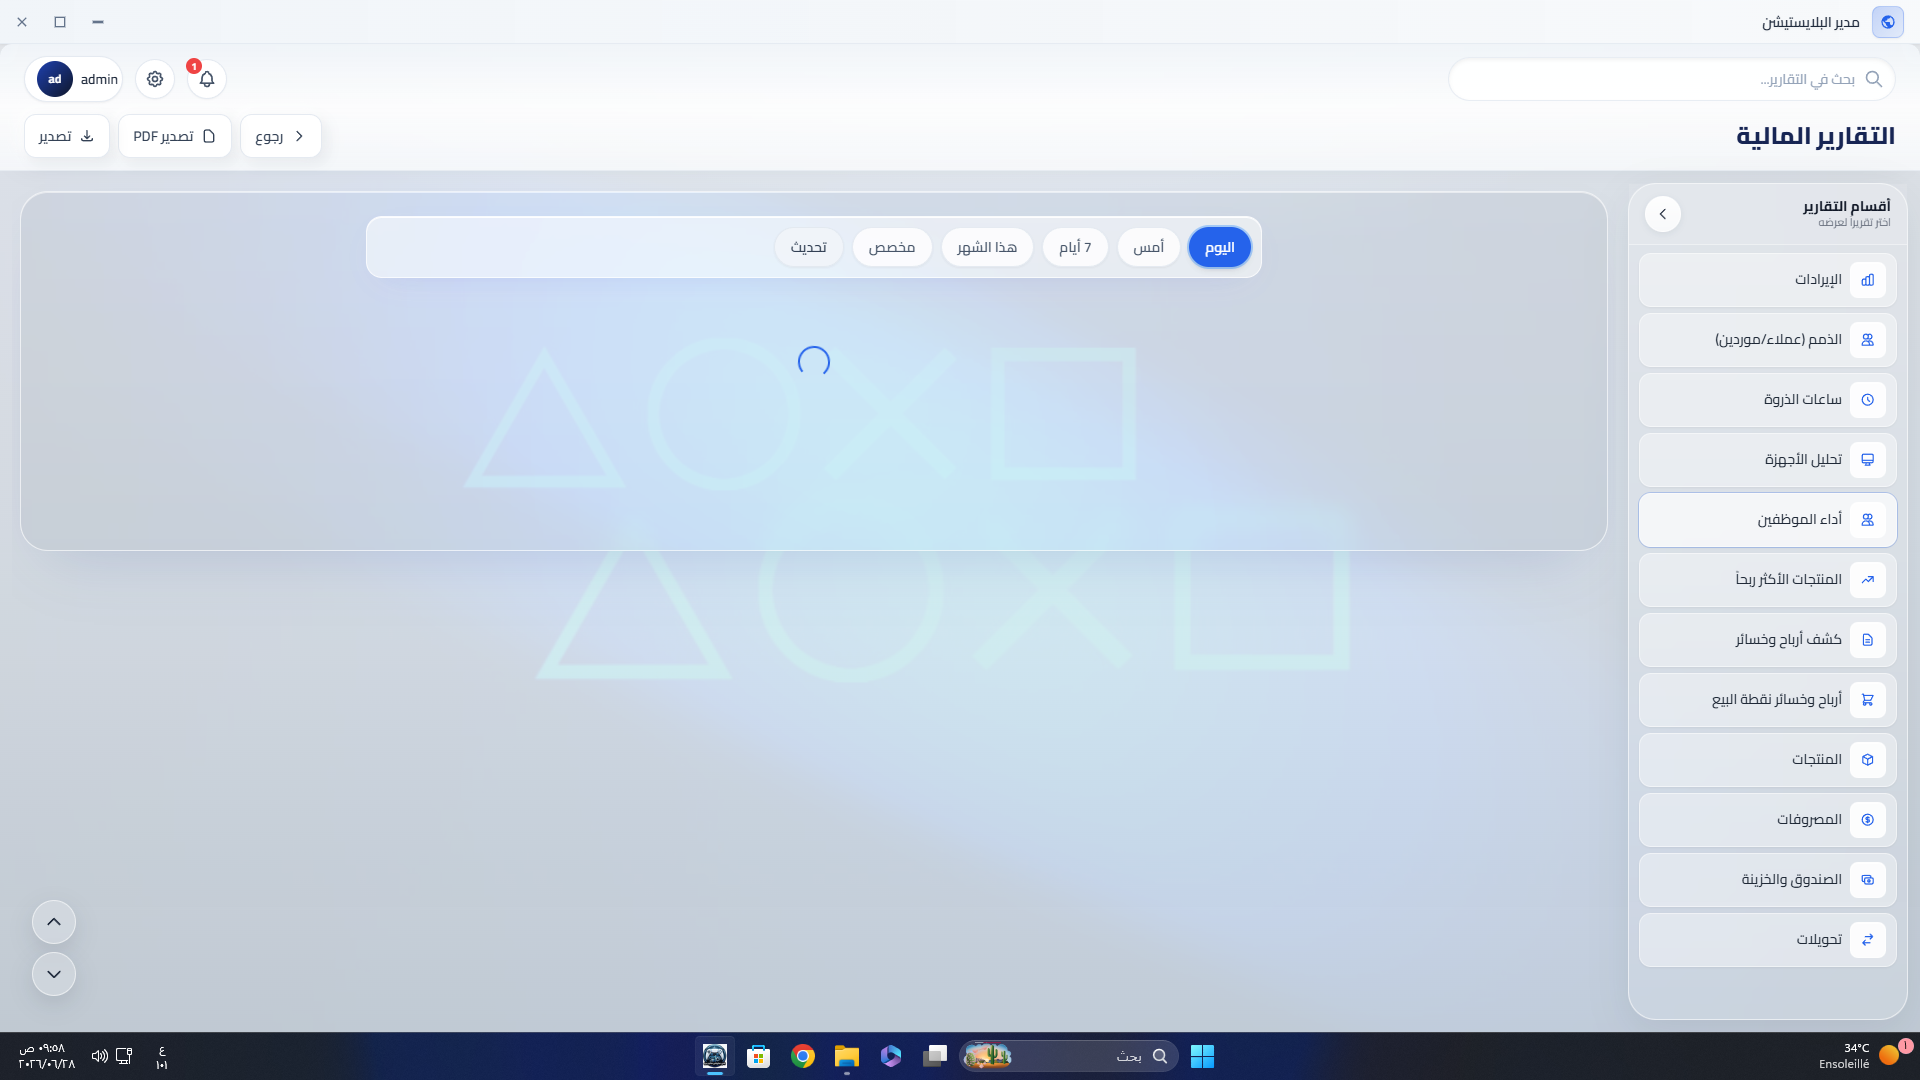 مدير البلايستيشن
بحث في التقارير...
1
admin
ad
التقارير المالية
رجوع
تصدير PDF
تصدير
أقسام التقارير
اختر تقريرا لعرضه
الإيرادات
الذمم (عملاء/موردين)
ساعات الذروة
تحليل الأجهزة
أداء الموظفين
المنتجات الأكثر ربحاً
كشف أرباح وخسائر
أرباح وخسائر نقطة البيع
المنتجات
المصروفات
الصندوق والخزينة
تحويلات
اليوم
أمس
7 أيام
هذا الشهر
مخصص
تحديث
١
34°C
Ensoleillé
بحث
ع
١٠١
٠٩:٥٨ ص
٢٠٢٦/٠٦/٢٨